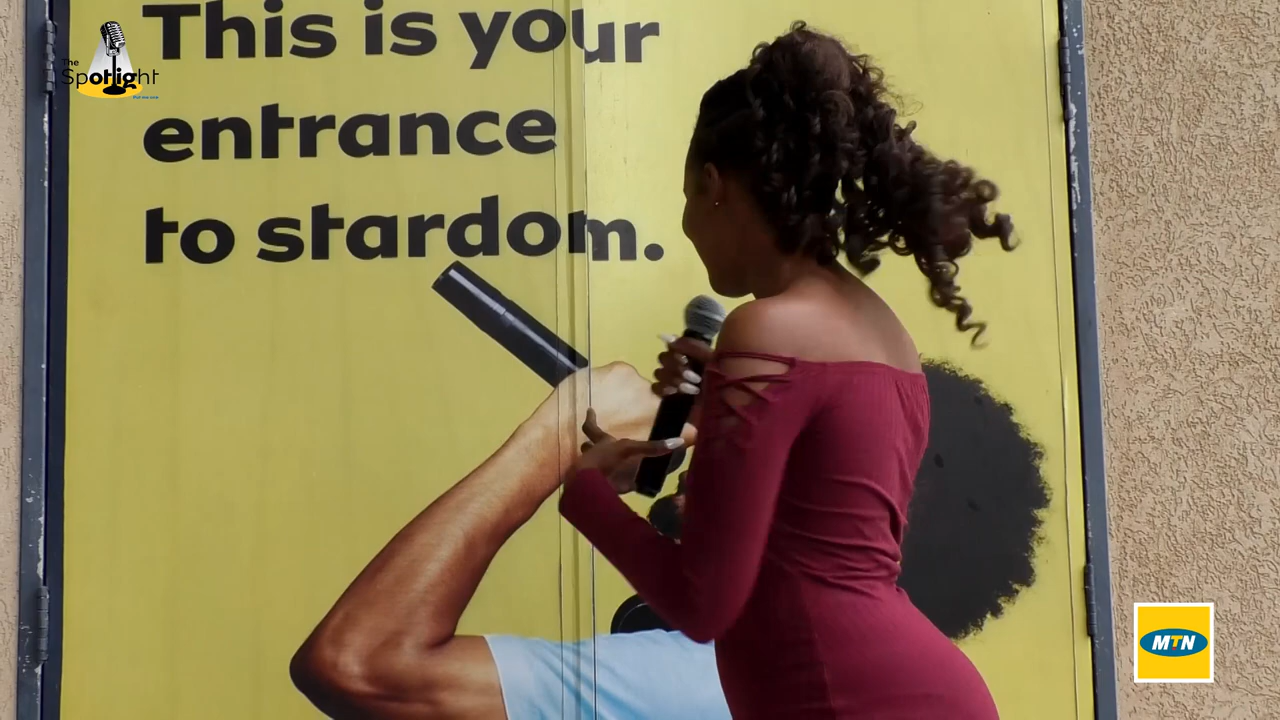 This is your
entrance
to stardom.
The
Spotlight
MTN